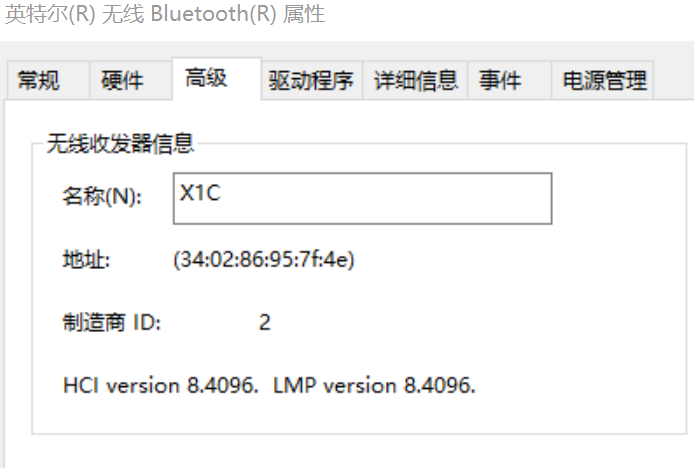 英特尔(R) 无线 Bluetooth(R) 属性
常规 硬件 高级 驱动程序 详细信息 事件 电源管理
无线收发器信息
名称(N): X1C
地址: (34:02:86:95:7f:4e)
制造商 ID: 2
HCI version 8.4096. LMP version 8.4096.